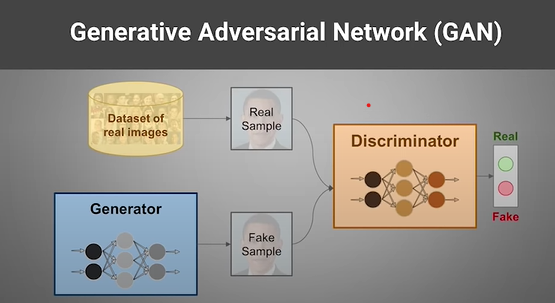 Generative Adversarial Network (GAN)
Dataset of
real images
Real
Sample
Discriminator
Real
Fake
Generator
Fake
Sample